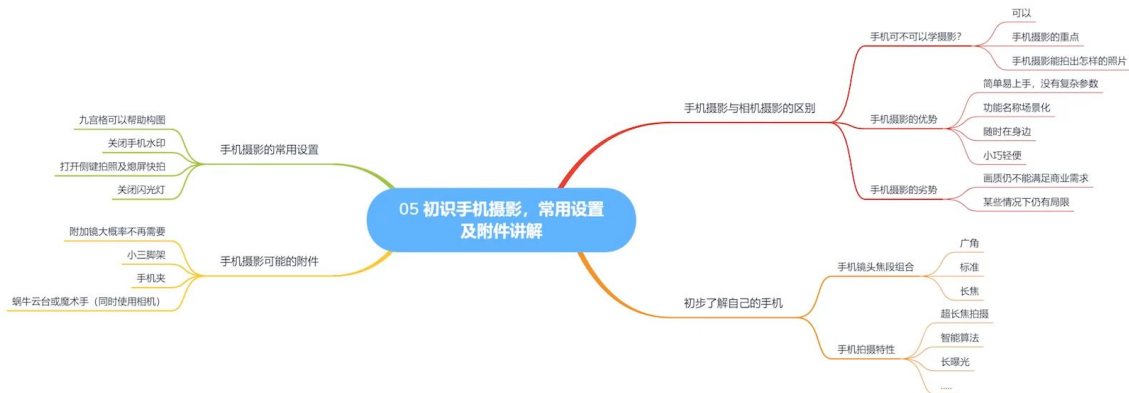 05 初识手机摄影，常用设置
及附件讲解
手机摄影与相机摄影的区别
手机可不可以学摄影？
可以
手机摄影的重点
手机摄影能拍出怎样的照片
手机摄影的优势
简单易上手，没有复杂参数
功能名称场景化
随时在身边
小巧轻便
手机摄影的劣势
画质仍不能满足商业需求
某些情况下仍有局限
初步了解自己的手机
手机镜头焦段组合
广角
标准
长焦
手机拍摄特性
超长焦拍摄
智能算法
长曝光
.....
手机摄影的常用设置
九宫格可以帮助构图
关闭手机水印
打开侧键拍照及熄屏快拍
关闭闪光灯
手机摄影可能的附件
附加镜大概率不再需要
小三脚架
手机夹
蜗牛云台或魔术手（同时使用相机）